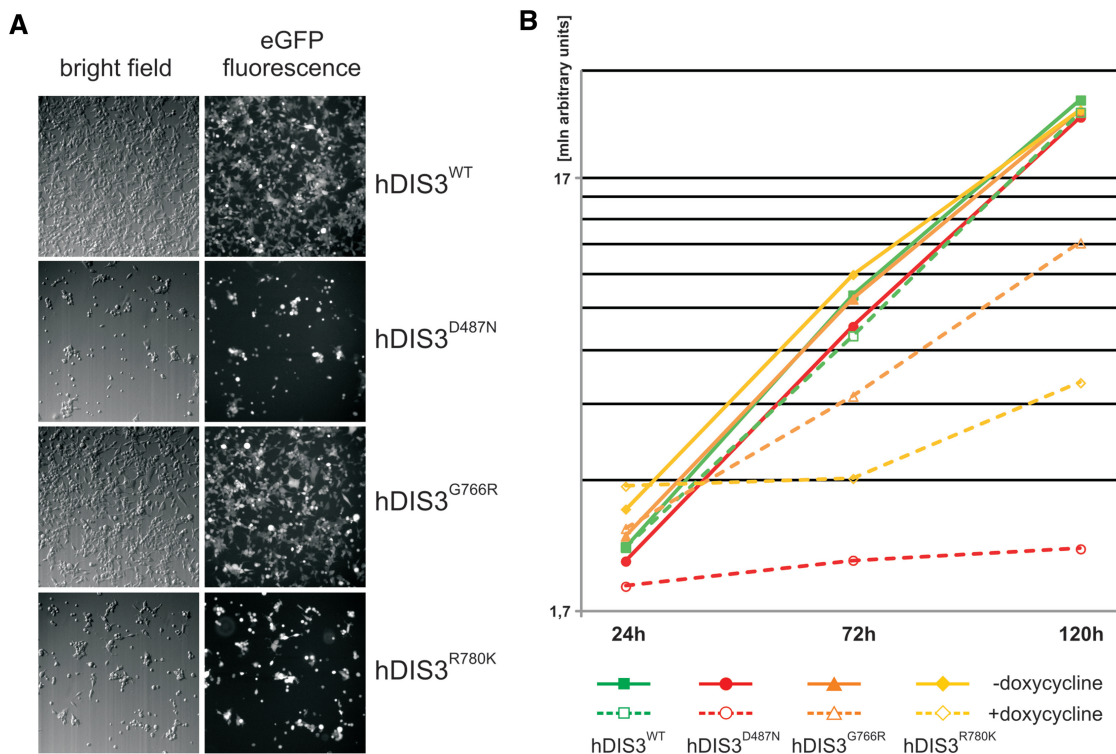 A
bright field
eGFP
fluorescence
hDIS3WT
hDIS3D487N
hDIS3G766R
hDIS3R780K
B
[mln arbitrary units]
17
1,7
24h 72h 120h
-doxycycline
+doxycycline
hDIS3WT hDIS3D487N hDIS3G766R hDIS3R780K